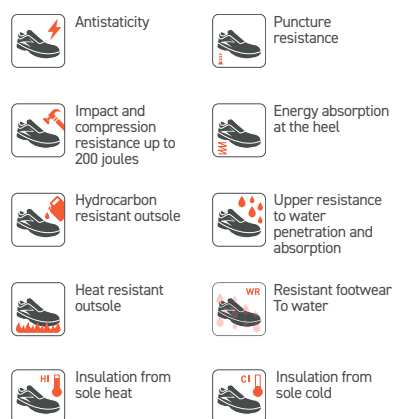 Antistaticity
Puncture
resistance
Impact and
compression
resistance up to
200 joules
Energy absorption
at the heel
Hydrocarbon
resistant outsole
Upper resistance
to water
penetration and
absorption
Heat resistant
outsole
WR
Resistant footwear
To water
HI
Insulation from
sole heat
CI
Insulation from
sole cold